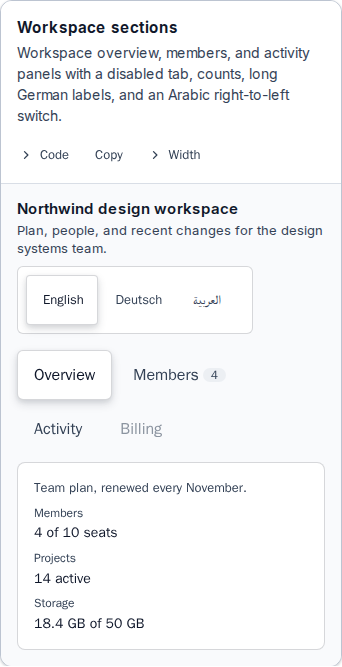 Workspace sections
Workspace overview, members, and activity
panels with a disabled tab, counts, long
German labels, and an Arabic right-to-left
switch.
Code Copy Width
Northwind design workspace
Plan, people, and recent changes for the design
systems team.
English Deutsch العربية
Overview Members 4
Activity Billing
Team plan, renewed every November.
Members
4 of 10 seats
Projects
14 active
Storage
18.4 GB of 50 GB